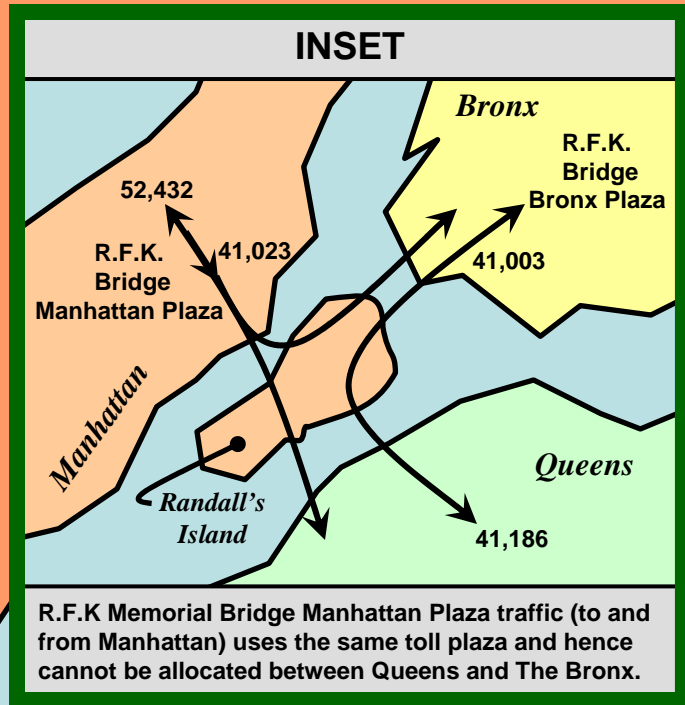 INSET
Bronx
R.F.K.
Bridge
Bronx Plaza
52,432
41,023
41,003
R.F.K.
Bridge
Manhattan Plaza
Manhattan
Queens
Randall's
Island
41,186
R.F.K Memorial Bridge Manhattan Plaza traffic (to and
from Manhattan) uses the same toll plaza and hence
cannot be allocated between Queens and The Bronx.